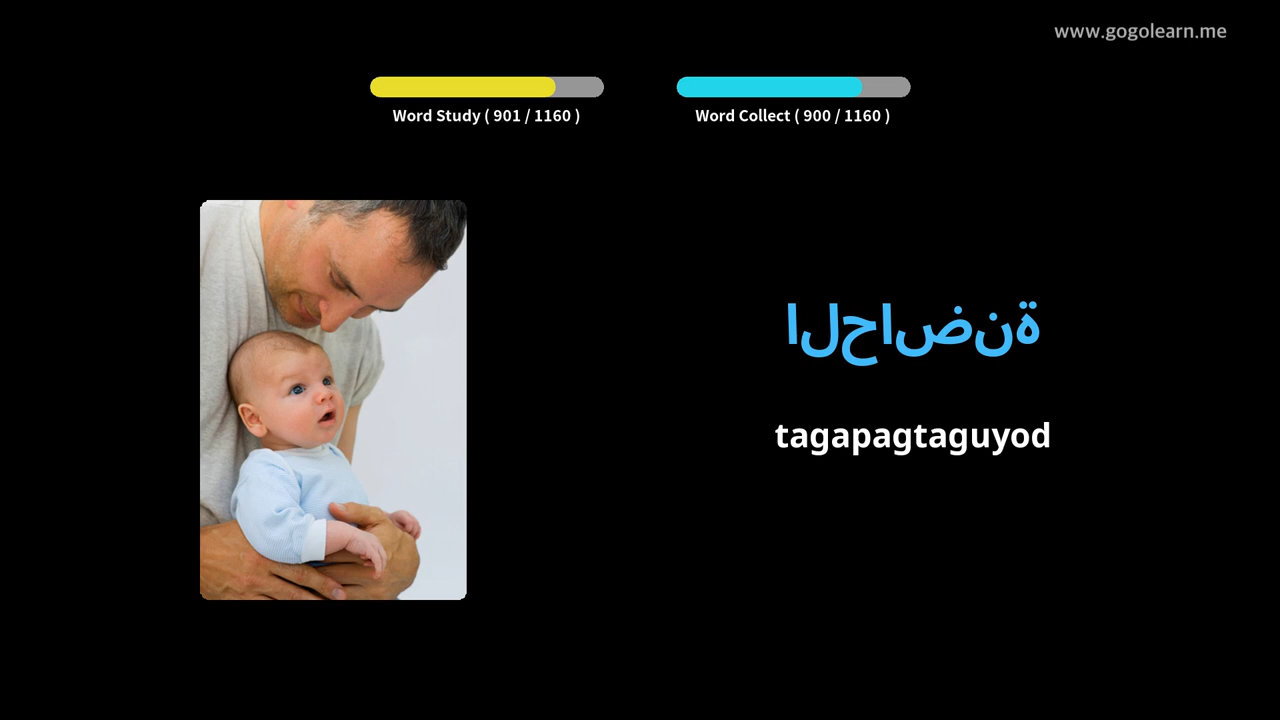 www.gogolearn.me
Word Study ( 901 / 1160 )
Word Collect ( 900 / 1160 )
الحاضنة
tagapagtaguyod